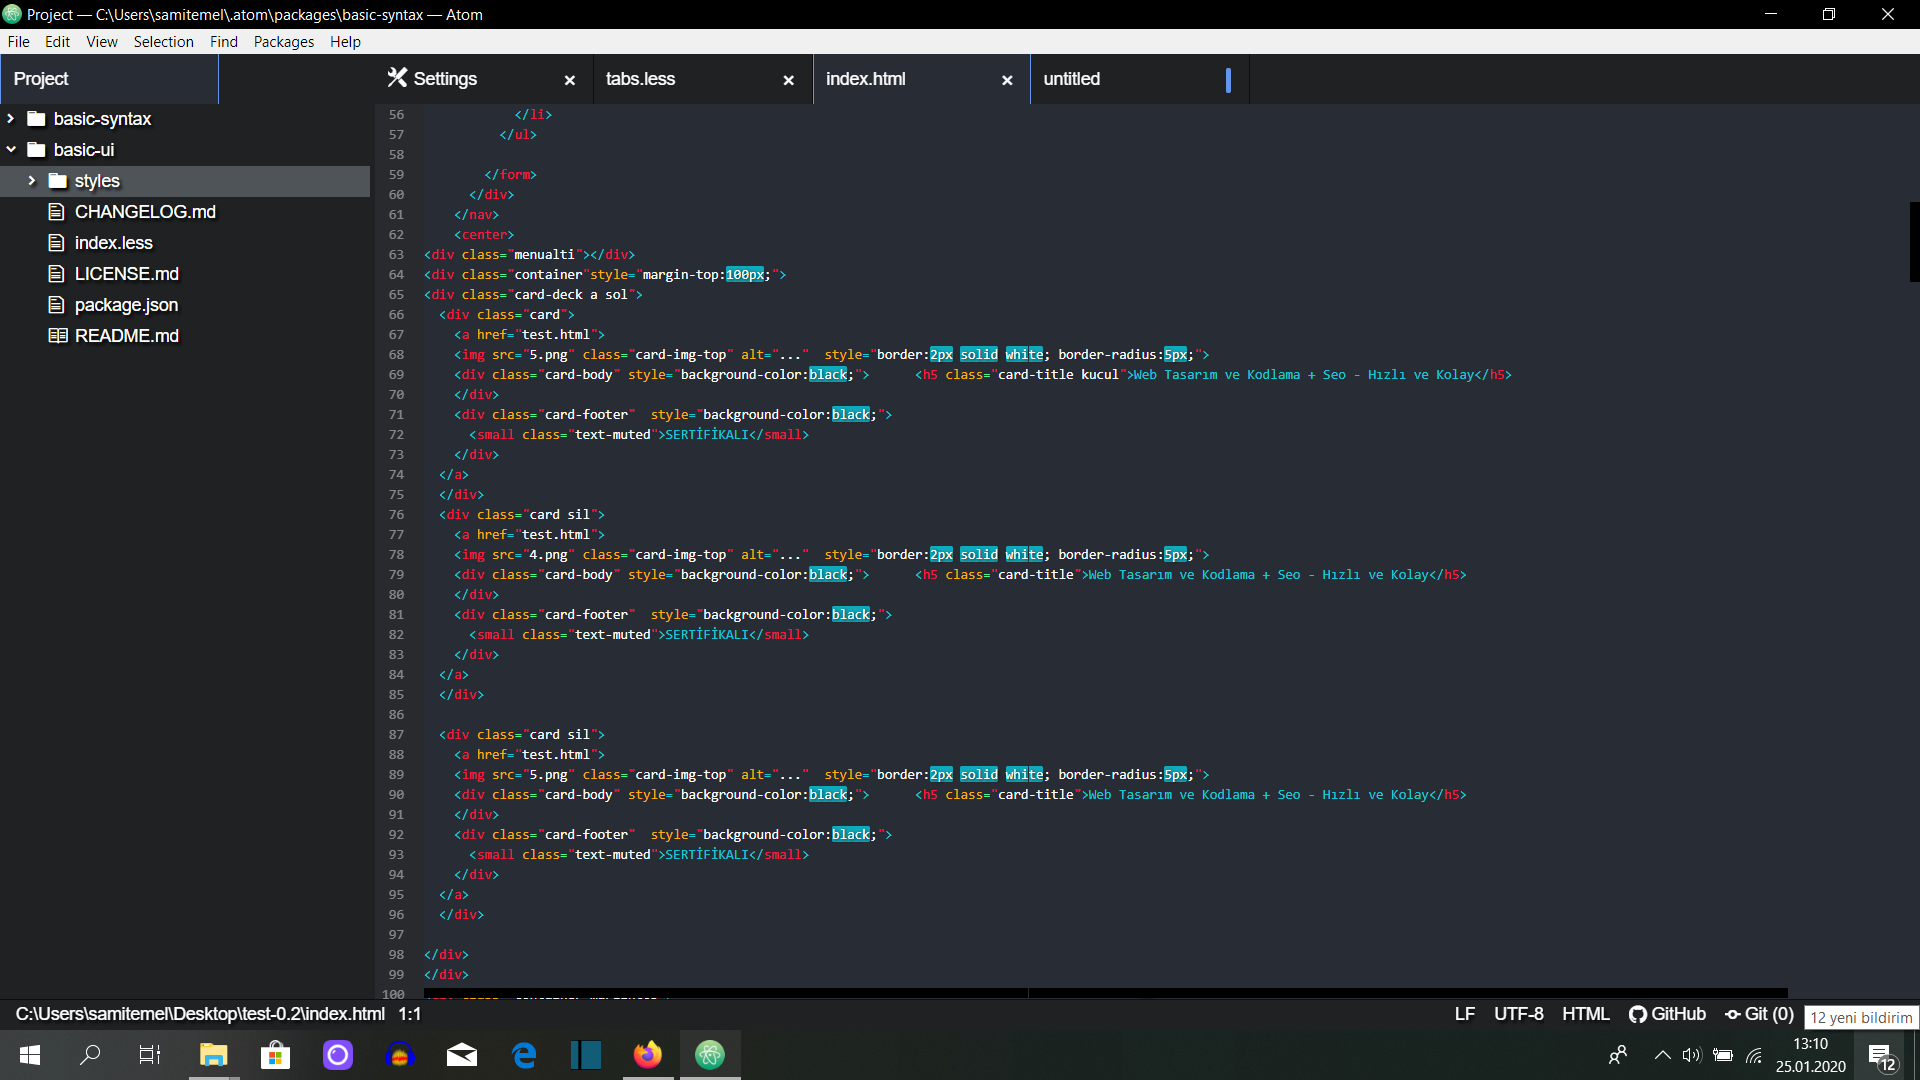 Project — C:\Users\samitemel\.atom\packages\basic-syntax — Atom
File Edit View Selection Find Packages Help
Project
Settings
tabs.less
index.html
untitled
basic-syntax
basic-ui
styles
CHANGELOG.md
index.less
LICENSE.md
package.json
README.md
56 </li>
57 </ul>
58
59 </form>
60 </div>
61 </nav>
62 <center>
63 <div class="menualti"></div>
64 <div class="container"style="margin-top:100px;">
65 <div class="card-deck a sol">
66 <div class="card">
67 <a href="test.html">
68 <img src="5.png" class="card-img-top" alt="..."  style="border:2px solid white; border-radius:5px;">
69 <div class="card-body" style="background-color:black;">      <h5 class="card-title kucul">Web Tasarım ve Kodlama + Seo - Hızlı ve Kolay</h5>
70 </div>
71 <div class="card-footer"  style="background-color:black;">
72 <small class="text-muted">SERTİFİKALI</small>
73 </div>
74 </a>
75 </div>
76 <div class="card sil">
77 <a href="test.html">
78 <img src="4.png" class="card-img-top" alt="..."  style="border:2px solid white; border-radius:5px;">
79 <div class="card-body" style="background-color:black;">      <h5 class="card-title">Web Tasarım ve Kodlama + Seo - Hızlı ve Kolay</h5>
80 </div>
81 <div class="card-footer"  style="background-color:black;">
82 <small class="text-muted">SERTİFİKALI</small>
83 </div>
84 </a>
85 </div>
86
87 <div class="card sil">
88 <a href="test.html">
89 <img src="5.png" class="card-img-top" alt="..."  style="border:2px solid white; border-radius:5px;">
90 <div class="card-body" style="background-color:black;">      <h5 class="card-title">Web Tasarım ve Kodlama + Seo - Hızlı ve Kolay</h5>
91 </div>
92 <div class="card-footer"  style="background-color:black;">
93 <small class="text-muted">SERTİFİKALI</small>
94 </div>
95 </a>
96 </div>
97
98 </div>
99 </div>
100
C:\Users\samitemel\Desktop\test-0.2\index.html 1:1
LF UTF-8 HTML GitHub Git (0)
12 yeni bildirim
13:10
25.01.2020
12